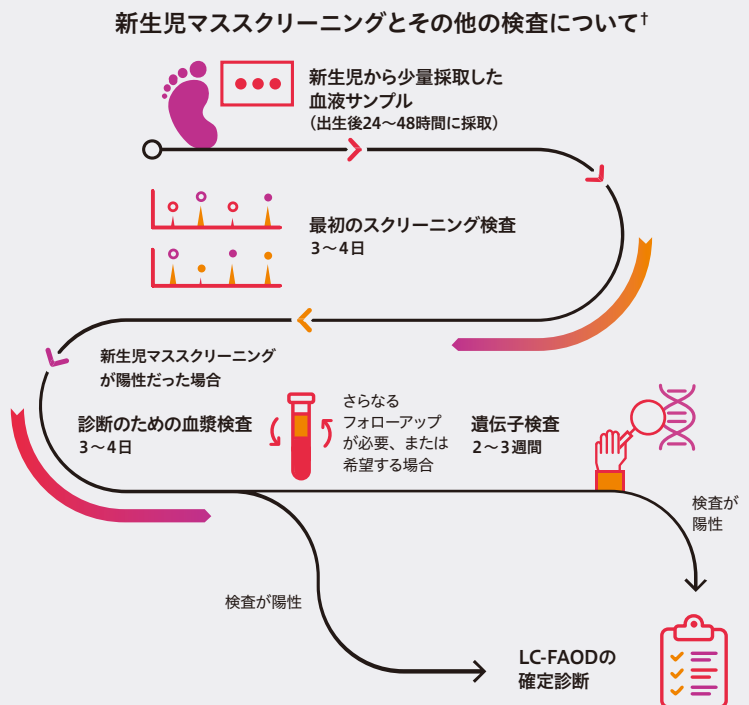 新生児マススクリーニングとその他の検査について†
新生児から少量採取した
血液サンプル
（出生後24〜48時間に採取）
最初のスクリーニング検査
3〜4日
新生児マススクリーニング
が陽性だった場合
診断のための血漿検査
3〜4日
さらなる
フォローアップ
が必要、または
希望する場合
遺伝子検査
2〜3週間
検査が
陽性
検査が陽性
LC-FAODの
確定診断